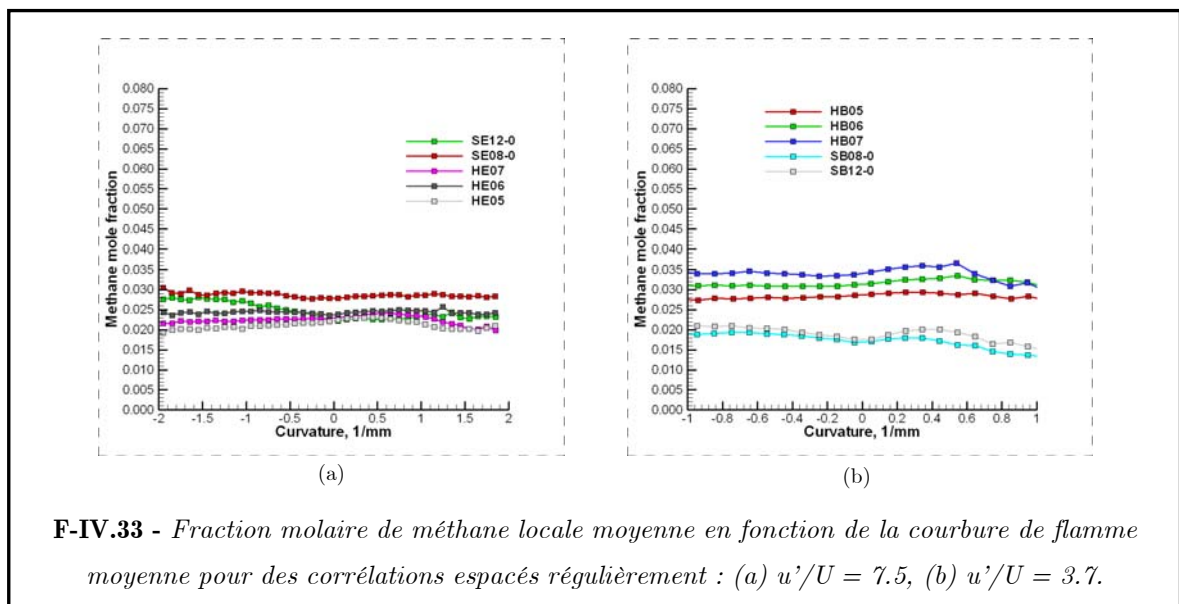 0.080
0.075
0.070
0.065
0.060
0.055
0.050
0.045
0.040
0.035
0.030
0.025
0.020
0.015
0.010
0.005
0.000
Methane mole fraction
SE12-0
SE08-0
HE07
HE06
HE05
-2 -1.5 -1 -0.5 0 0.5 1 1.5 2
Curvature, 1/mm
(a)
0.080
0.075
0.070
0.065
0.060
0.055
0.050
0.045
0.040
0.035
0.030
0.025
0.020
0.015
0.010
0.005
0.000
Methane mole fraction
HB05
HB06
HB07
SB08-0
SB12-0
-1 -0.8 -0.6 -0.4 -0.2 0 0.2 0.4 0.6 0.8 1
Curvature, 1/mm
(b)
F-IV.33 - Fraction molaire de méthane locale moyenne en fonction de la courbure de flamme
moyenne pour des corrélations espacés régulièrement : (a) u'/U = 7.5, (b) u'/U = 3.7.